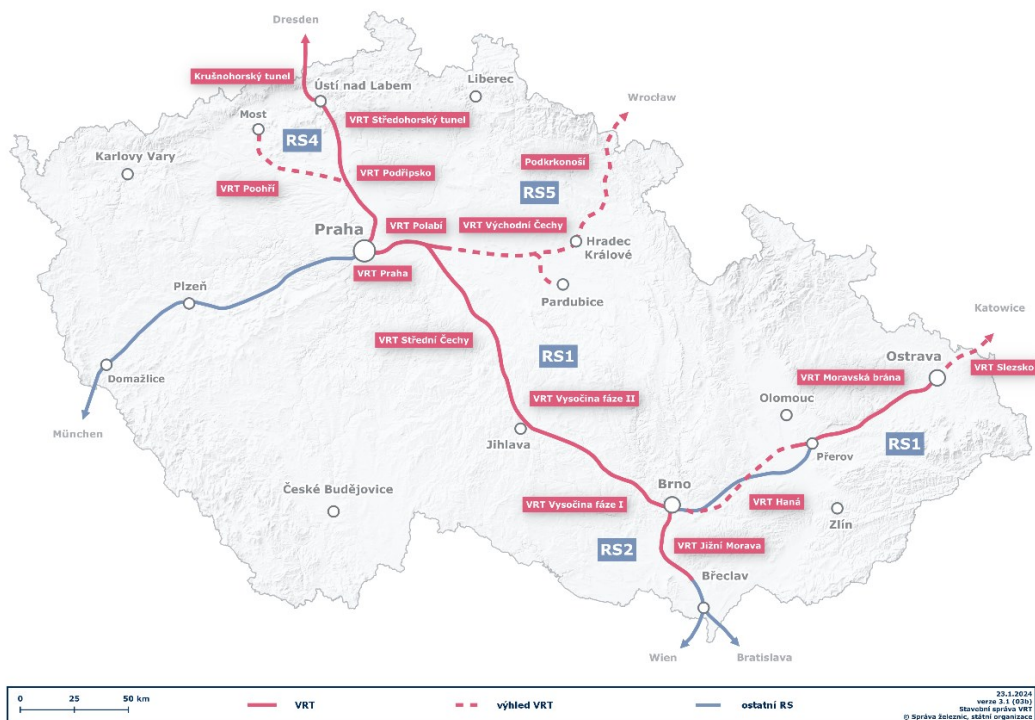 Dresden
Krušnohorský tunel
Ústí nad Labem
Liberec
Wrocław
Most
VRT Středohorský tunel
RS4
Karlovy Vary
VRT Poohří
VRT Podřipsko
Podkrkonoší
RS5
VRT Polabí
VRT Východní Čechy
Praha
Hradec
Králové
VRT Praha
Plzeň
Pardubice
Katowice
VRT Střední Čechy
RS1
Ostrava
VRT Slezsko
Domažlice
VRT Moravská brána
VRT Vysočina fáze II
Olomouc
München
Jihlava
RS1
Přerov
České Budějovice
Brno
VRT Vysočina fáze I
VRT Haná
Zlín
RS2
VRT Jižní Morava
Břeclav
Wien
Bratislava
0 25 50 km
VRT
výhled VRT
ostatní RS
23.1.2024
verze 3.1 (03b)
Stavební správa VRT
© Správa železnic, státní organizace